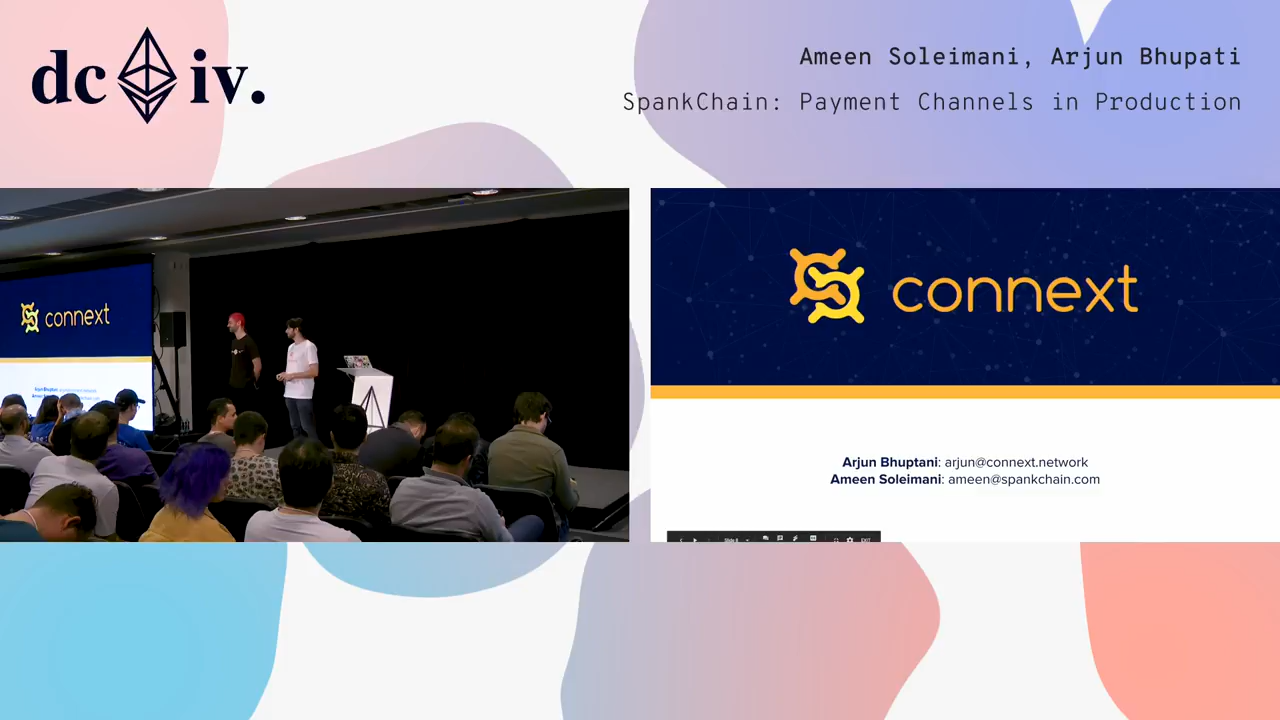 dc iv.
Ameen Soleimani, Arjun Bhupati
SpankChain: Payment Channels in Production
connext
connext
Arjun Bhuptani: arjun@connext.network
Ameen Soleimani: ameen@spankchain.com
EXIT